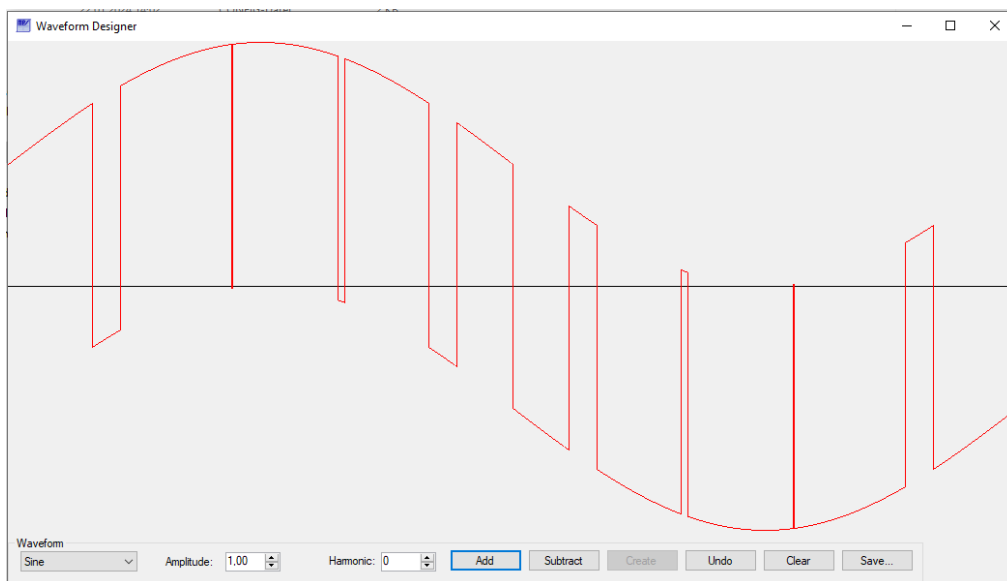 Waveform Designer
Waveform
Sine Amplitude: 1,00 Harmonic: 0 Add Subtract Create Undo Clear Save...